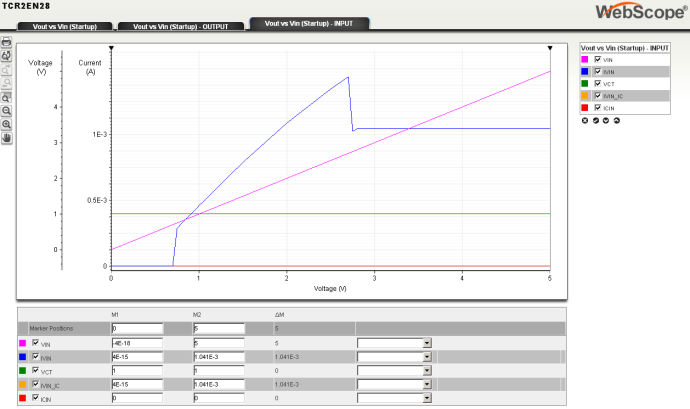 TCR2EN28
WebScope®
Vout vs Vin (Startup)
Vout vs Vin (Startup) - OUTPUT
Vout vs Vin (Startup) - INPUT
Voltage
(V)
Current
(A)
4
3
2
1
0
1E-3
0.5E-3
0
0
1
2
3
4
5
Voltage (V)
Vout vs Vin (Startup) - INPUT
VIN
IVIN
VCT
IVIN_IC
ICIN
M1 M2 ΔM
Marker Positions 0 5 5
VIN -4E-18 5 5
IVIN 4E-15 1.041E-3 1.041E-3
VCT 1 1 0
IVIN_IC 4E-15 1.041E-3 1.041E-3
ICIN 0 0 0